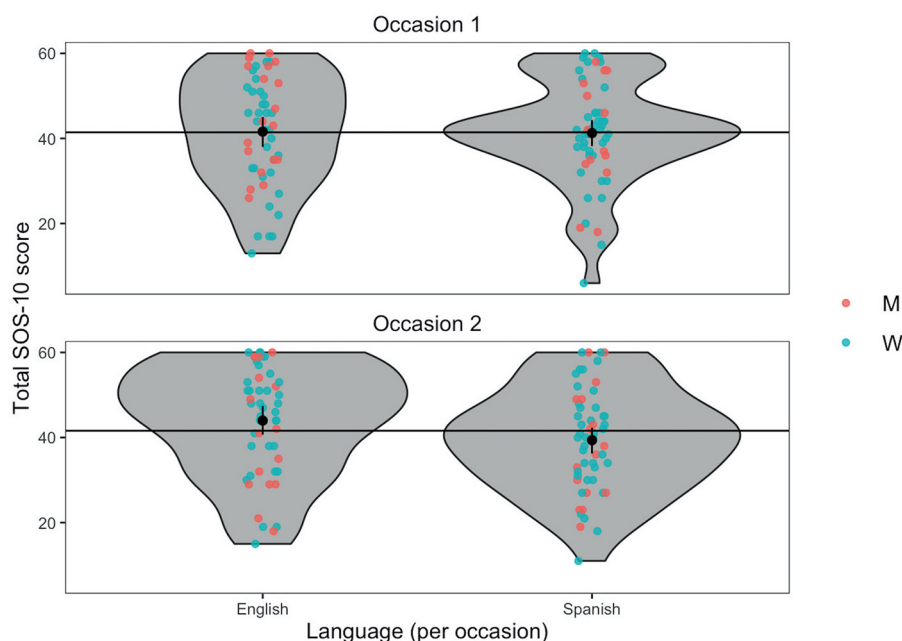 Occasion 1
60
40
20
Occasion 2
60
40
20
Total SOS-10 score
English
Spanish
Language (per occasion)
M
W